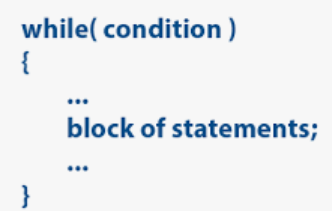 while( condition )
{
...
block of statements;
...
}